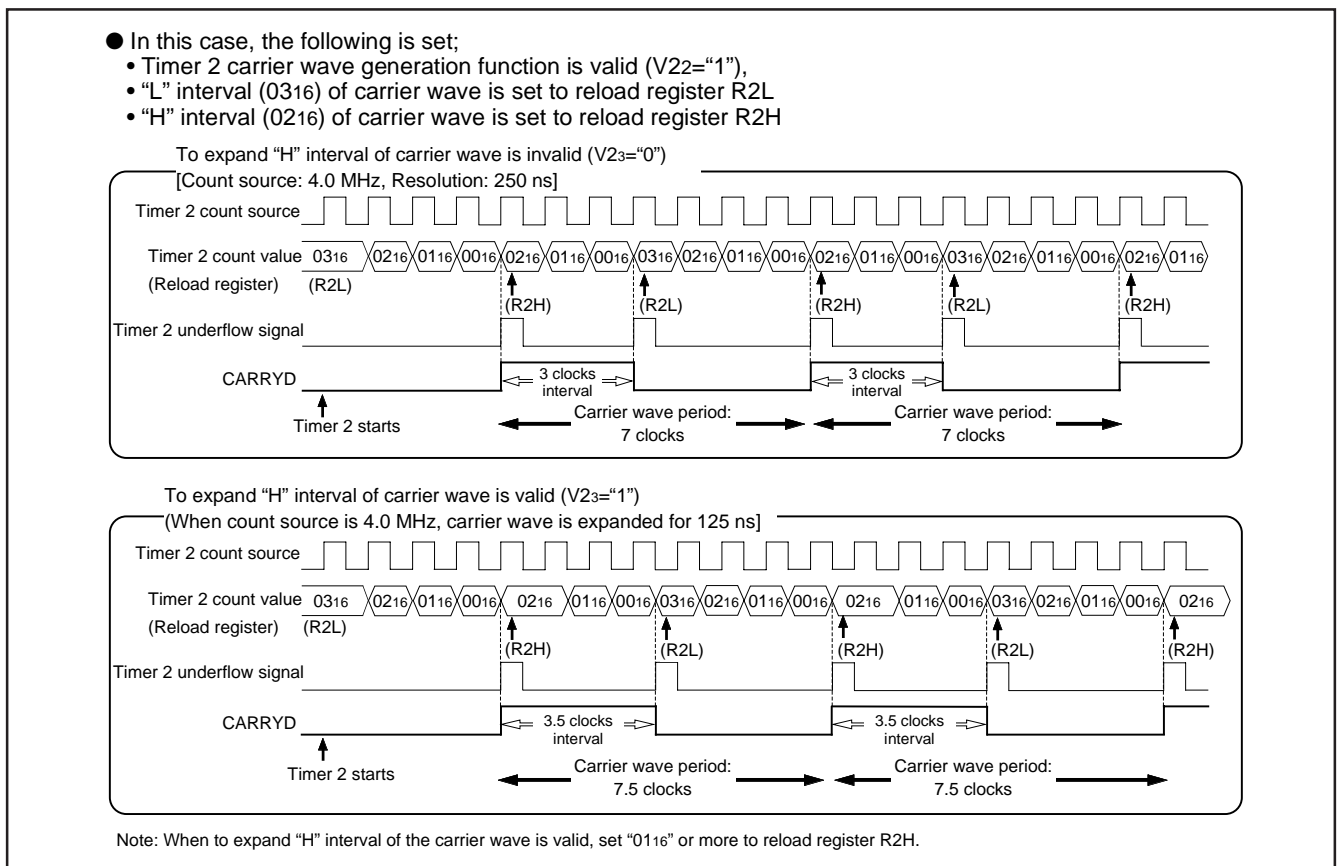 ● In this case, the following is set;
• Timer 2 carrier wave generation function is valid (V22=“1”),
• “L” interval (0316) of carrier wave is set to reload register R2L
• “H” interval (0216) of carrier wave is set to reload register R2H
To expand “H” interval of carrier wave is invalid (V23=“0”)
[Count source: 4.0 MHz, Resolution: 250 ns]
Timer 2 count source
Timer 2 count value 0316 0216 0116 0016 0216 0116 0016 0316 0216 0116 0016 0216 0116 0016 0316 0216 0116 0016 0216 0116
(Reload register) (R2L)
(R2H) (R2L) (R2H) (R2L) (R2H)
Timer 2 underflow signal
CARRYD 3 clocks 3 clocks
interval interval
Timer 2 starts Carrier wave period: Carrier wave period:
7 clocks 7 clocks
To expand “H” interval of carrier wave is valid (V23=“1”)
(When count source is 4.0 MHz, carrier wave is expanded for 125 ns]
Timer 2 count source
Timer 2 count value 0316 0216 0116 0016 0216 0116 0016 0316 0216 0116 0016 0216 0116 0016 0316 0216 0116 0016 0216
(Reload register) (R2L)
(R2H) (R2L) (R2H) (R2L) (R2H)
Timer 2 underflow signal
CARRYD 3.5 clocks 3.5 clocks
interval interval
Timer 2 starts Carrier wave period: Carrier wave period:
7.5 clocks 7.5 clocks
Note: When to expand “H” interval of the carrier wave is valid, set “0116” or more to reload register R2H.